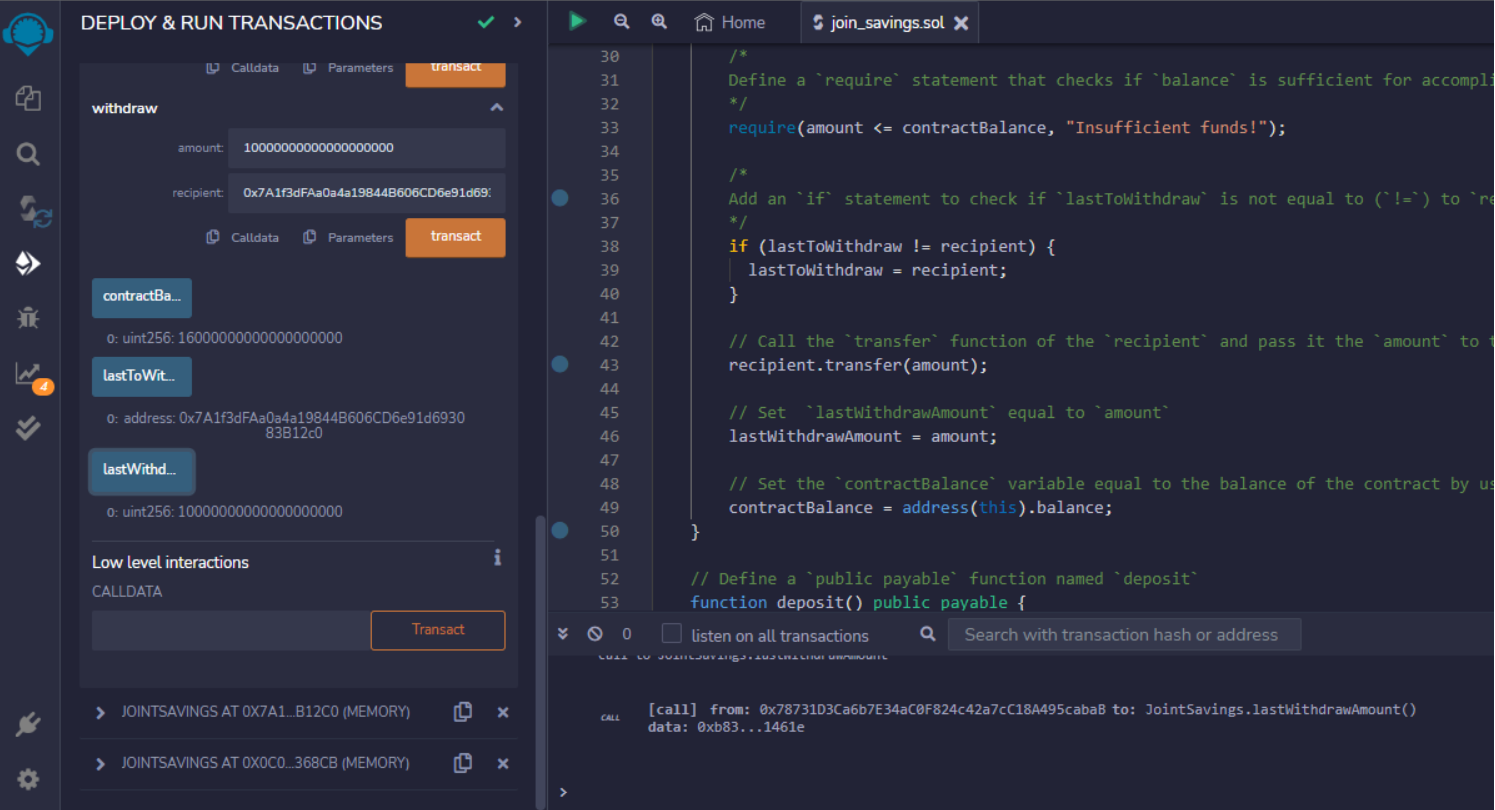 DEPLOY & RUN TRANSACTIONS
Calldata Parameters transact
withdraw
amount: 10000000000000000000
recipient: 0x7A1f3dFAa0a4a19844B606CD6e91d693
Calldata Parameters transact
contractBa...
0: uint256: 16000000000000000000
lastToWit...
0: address: 0x7A1f3dFAa0a4a19844B606CD6e91d6930
83B12c0
lastWithd...
0: uint256: 10000000000000000000
Low level interactions
CALLDATA
Transact
JOINTSAVINGS AT 0X7A1...B12C0 (MEMORY)
JOINTSAVINGS AT 0X0C0...368CB (MEMORY)
4
Home join_savings.sol
30 /*
31 Define a `require` statement that checks if `balance` is sufficient for accompli
32 */
33 require(amount <= contractBalance, "Insufficient funds!");
34
35 /*
36 Add an `if` statement to check if `lastToWithdraw` is not equal to (`!=`) to `re
37 */
38 if (lastToWithdraw != recipient) {
39 lastToWithdraw = recipient;
40 }
41
42 // Call the `transfer` function of the `recipient` and pass it the `amount` to t
43 recipient.transfer(amount);
44
45 // Set  `lastWithdrawAmount` equal to `amount`
46 lastWithdrawAmount = amount;
47
48 // Set the `contractBalance` variable equal to the balance of the contract by us
49 contractBalance = address(this).balance;
50 }
51
52 // Define a `public payable` function named `deposit`
53 function deposit() public payable {
0 listen on all transactions Search with transaction hash or address
call to JointSavings.lastWithdrawAmount
CALL [call] from: 0x78731D3Ca6b7E34aC0F824c42a7cC18A495cabaB to: JointSavings.lastWithdrawAmount()
data: 0xb83...1461e
>